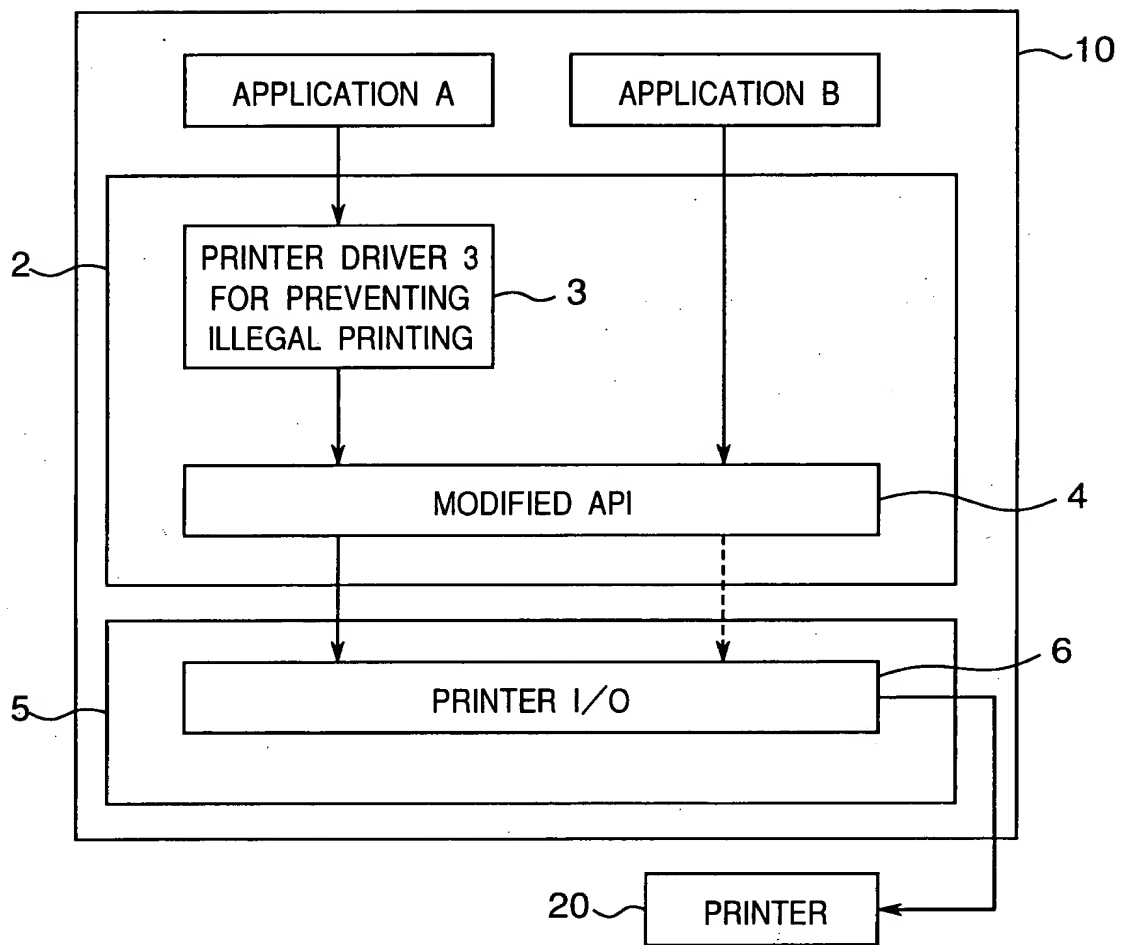 10
APPLICATION A
APPLICATION B
2
PRINTER DRIVER 3
FOR PREVENTING
ILLEGAL PRINTING
3
MODIFIED API
4
6
PRINTER I/O
5
20
PRINTER